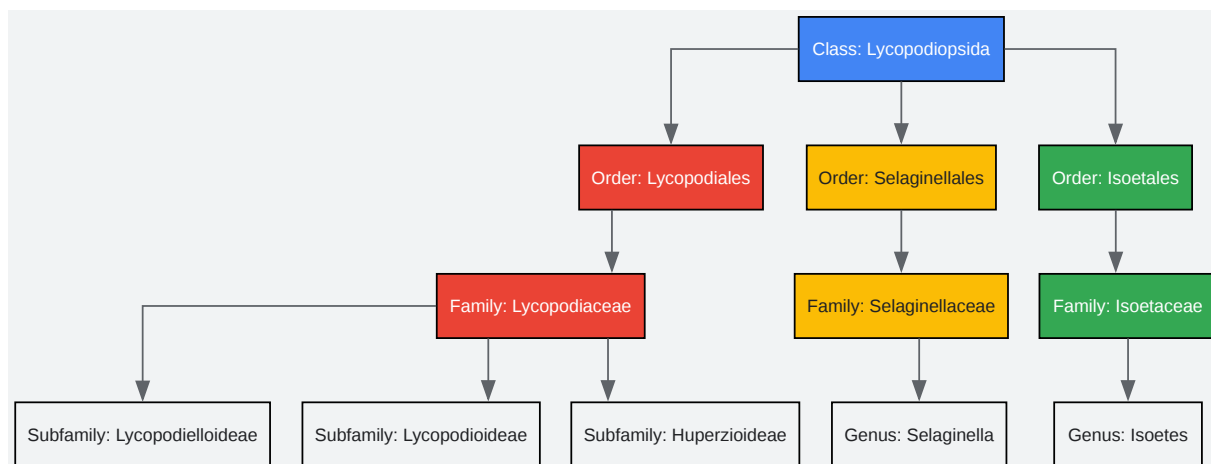 Class: Lycopodiopsida
Order: Lycopodiales
Order: Selaginellales
Order: Isoetales
Family: Lycopodiaceae
Family: Selaginellaceae
Family: Isoetaceae
Subfamily: Lycopodielloideae
Subfamily: Lycopodioideae
Subfamily: Huperzioideae
Genus: Selaginella
Genus: Isoetes